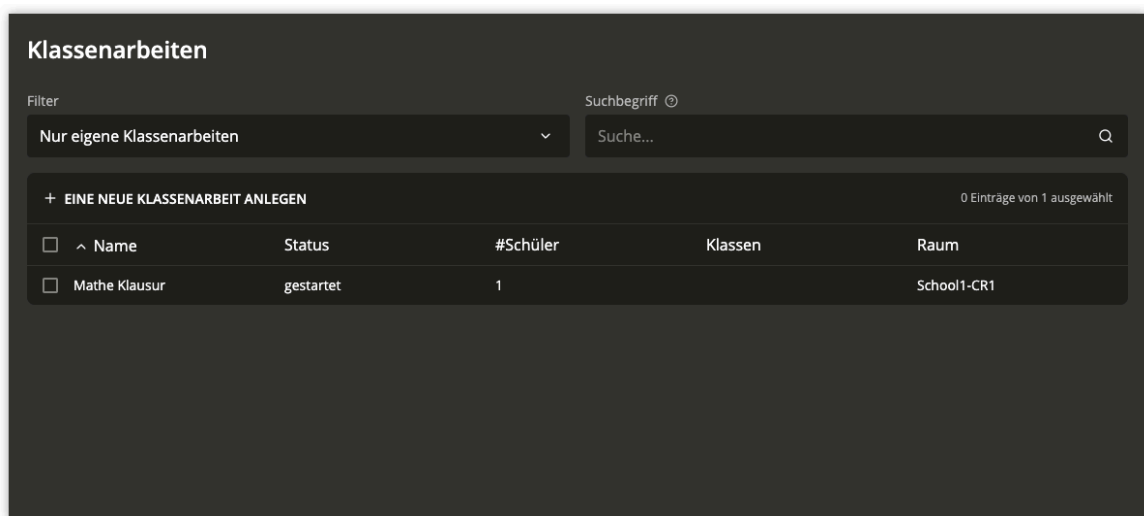 Klassenarbeiten
Filter
Suchbegriff
Nur eigene Klassenarbeiten
Suche...
+ EINE NEUE KLASSENARBEIT ANLEGEN
0 Einträge von 1 ausgewählt
Name Status #Schüler Klassen Raum
Mathe Klausur gestartet 1 School1-CR1